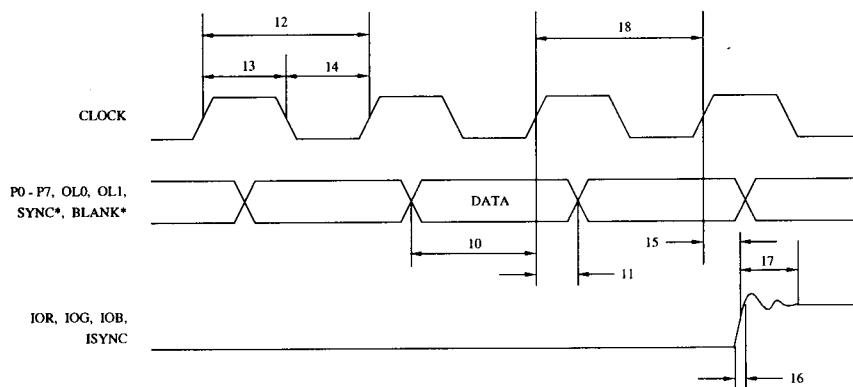 12
18
13
14
CLOCK
P0 - P7, OL0, OL1,
SYNC*, BLANK*
DATA
10
15
17
11
IOR, IOG, IOB,
ISYNC
16